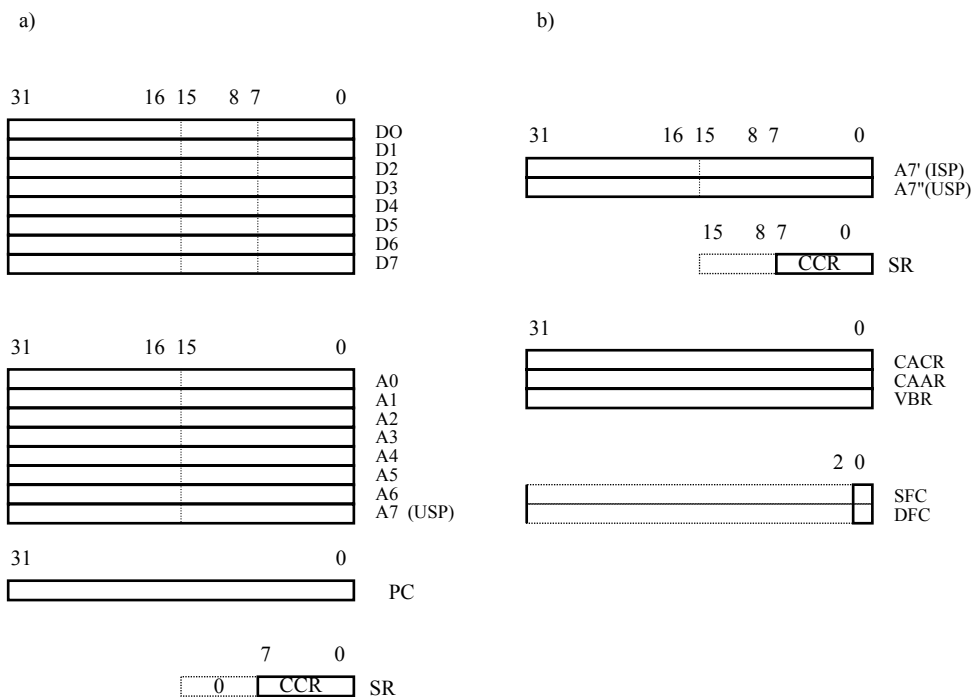 a)
31 16 15 8 7 0
DO
D1
D2
D3
D4
D5
D6
D7
31 16 15 0
A0
A1
A2
A3
A4
A5
A6
A7 (USP)
31 0
PC
7 0
0 CCR SR
b)
31 16 15 8 7 0
A7' (ISP)
A7"(USP)
15 8 7 0
CCR SR
31 0
CACR
CAAR
VBR
2 0
SFC
DFC